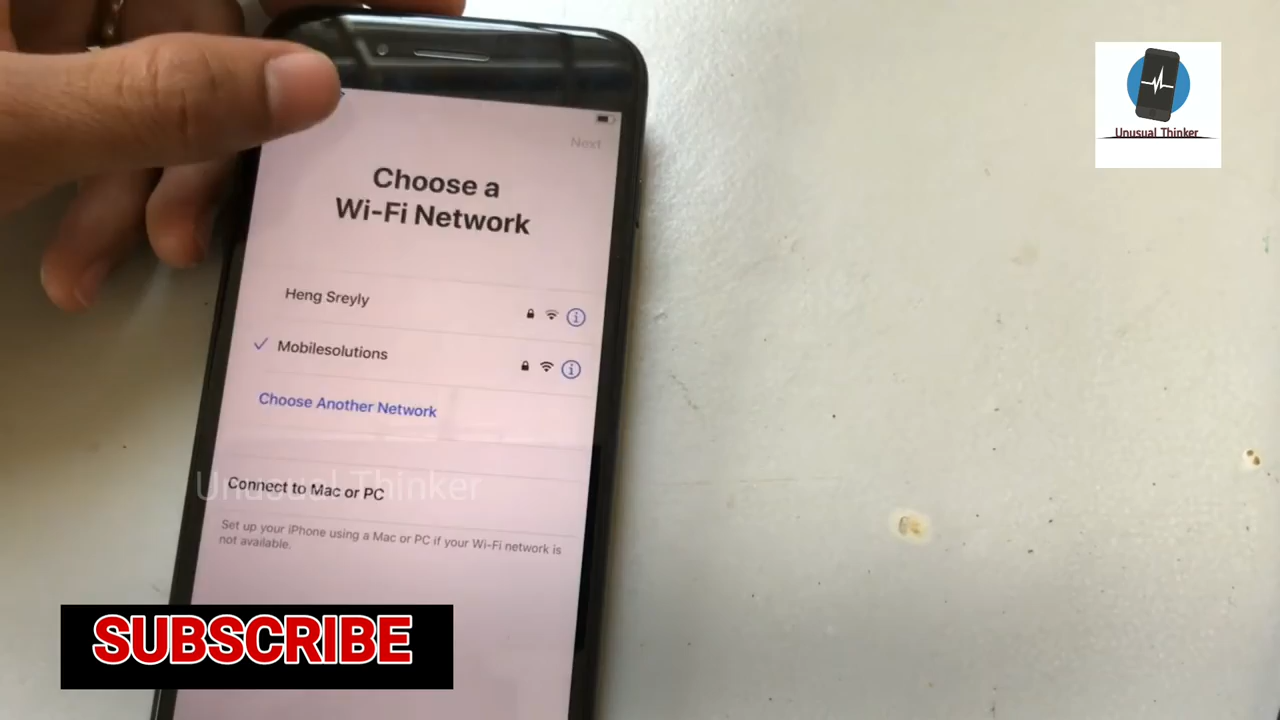 Next
Choose a
Wi-Fi Network
Heng Sreyly
Mobilesolutions
Choose Another Network
Connect to Mac or PC
Set up your iPhone using a Mac or PC if your Wi-Fi network is
not available.
Unusual Thinker
Unusual Thinker
SUBSCRIBE